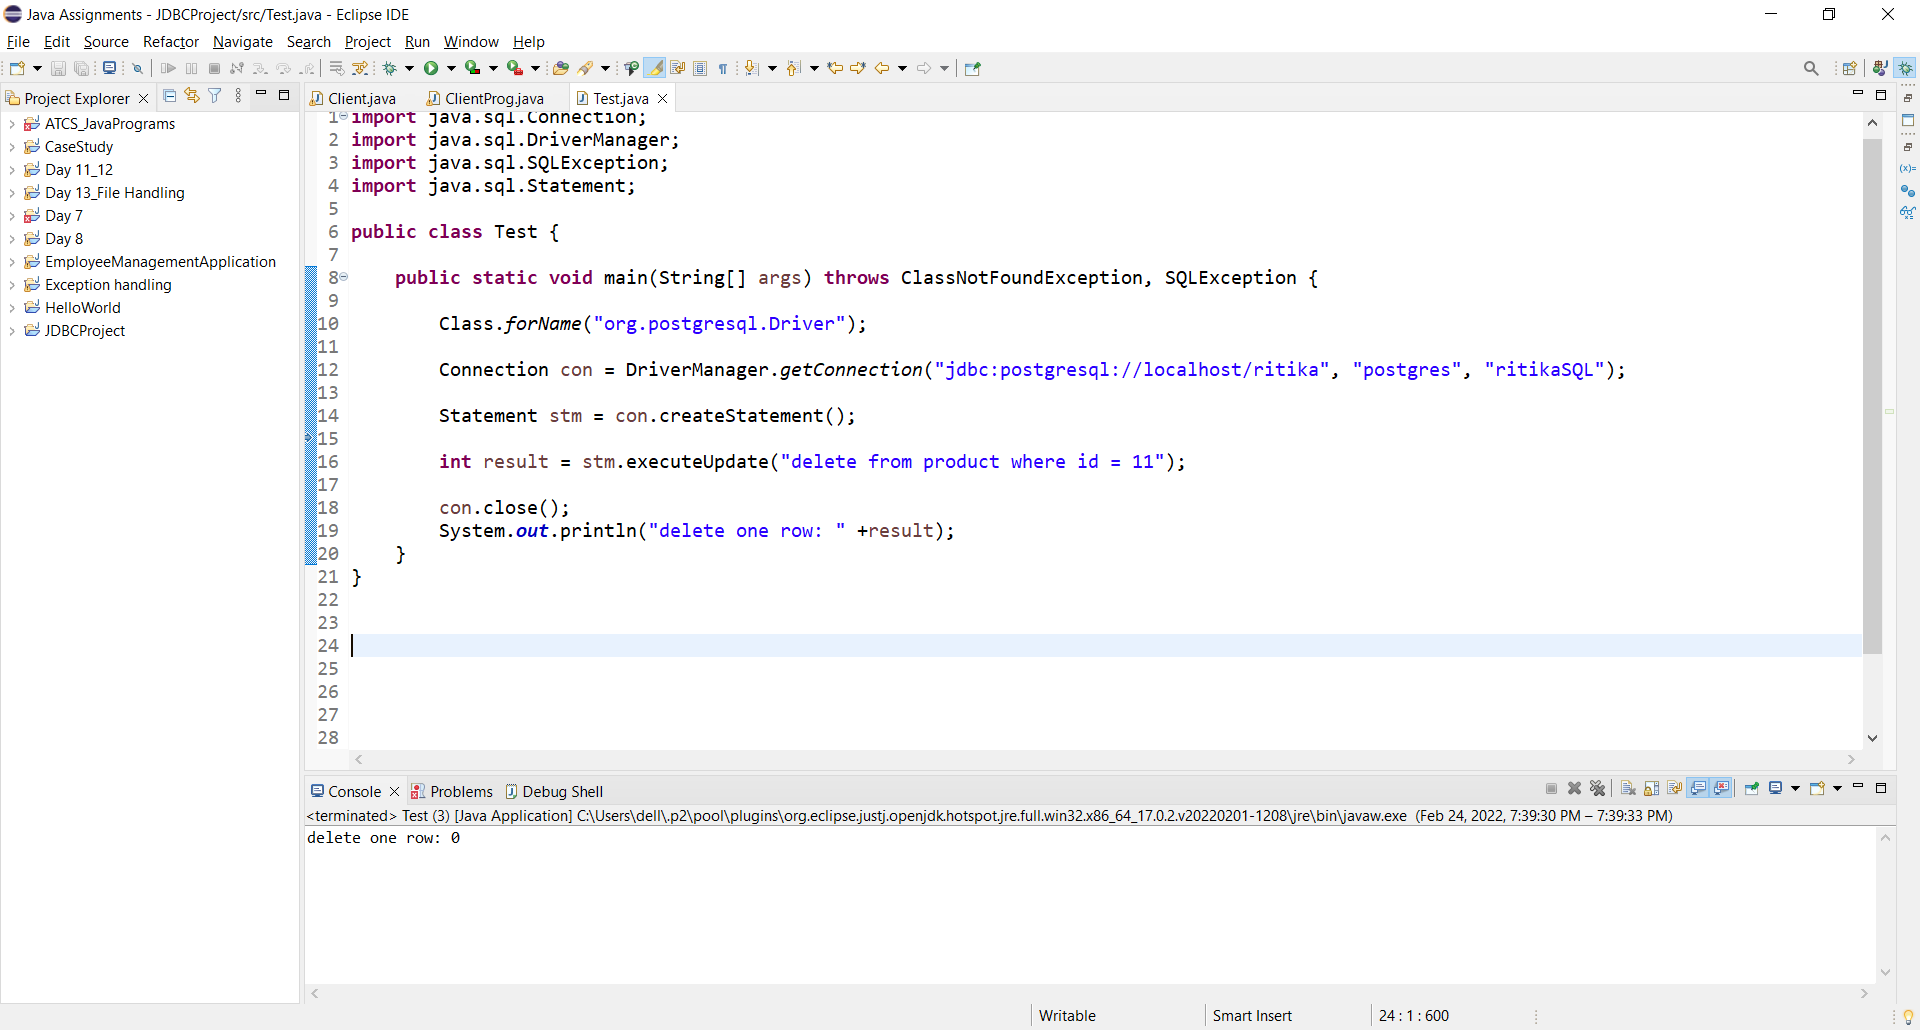 Java Assignments - JDBCProject/src/Test.java - Eclipse IDE
File Edit Source Refactor Navigate Search Project Run Window Help
Project Explorer
Client.java ClientProg.java Test.java
ATCS_JavaPrograms
CaseStudy
Day 11_12
Day 13_File Handling
Day 7
Day 8
EmployeeManagementApplication
Exception handling
HelloWorld
JDBCProject
1 import java.sql.Connection;
2 import java.sql.DriverManager;
3 import java.sql.SQLException;
4 import java.sql.Statement;
5
6 public class Test {
7
8 public static void main(String[] args) throws ClassNotFoundException, SQLException {
9
10 Class.forName("org.postgresql.Driver");
11
12 Connection con = DriverManager.getConnection("jdbc:postgresql://localhost/ritika", "postgres", "ritikaSQL");
13
14 Statement stm = con.createStatement();
15
16 int result = stm.executeUpdate("delete from product where id = 11");
17
18 con.close();
19 System.out.println("delete one row: " +result);
20 }
21 }
22
23
24
25
26
27
28
Console Problems Debug Shell
<terminated> Test (3) [Java Application] C:\Users\dell\.p2\pool\plugins\org.eclipse.justj.openjdk.hotspot.jre.full.win32.x86_64_17.0.2.v20220201-1208\jre\bin\javaw.exe (Feb 24, 2022, 7:39:30 PM – 7:39:33 PM)
delete one row: 0
Writable Smart Insert 24 : 1 : 600